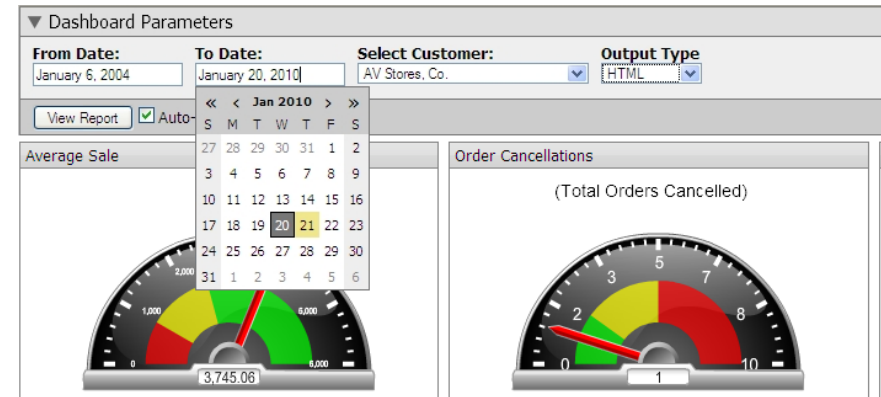 ▼ Dashboard Parameters
From Date: To Date: Select Customer: Output Type
January 6, 2004 January 20, 2010 AV Stores, Co. HTML
« ‹ Jan 2010 › »
View Report Auto-
S M T W T F S
27 28 29 30 31 1 2
3 4 5 6 7 8 9
10 11 12 13 14 15 16
17 18 19 20 21 22 23
24 25 26 27 28 29 30
31 1 2 3 4 5 6
Average Sale
2,000
1,000
5,000
0
6,000
3,745.06
Order Cancellations
(Total Orders Cancelled)
5
3 7
2 8
0 10
1